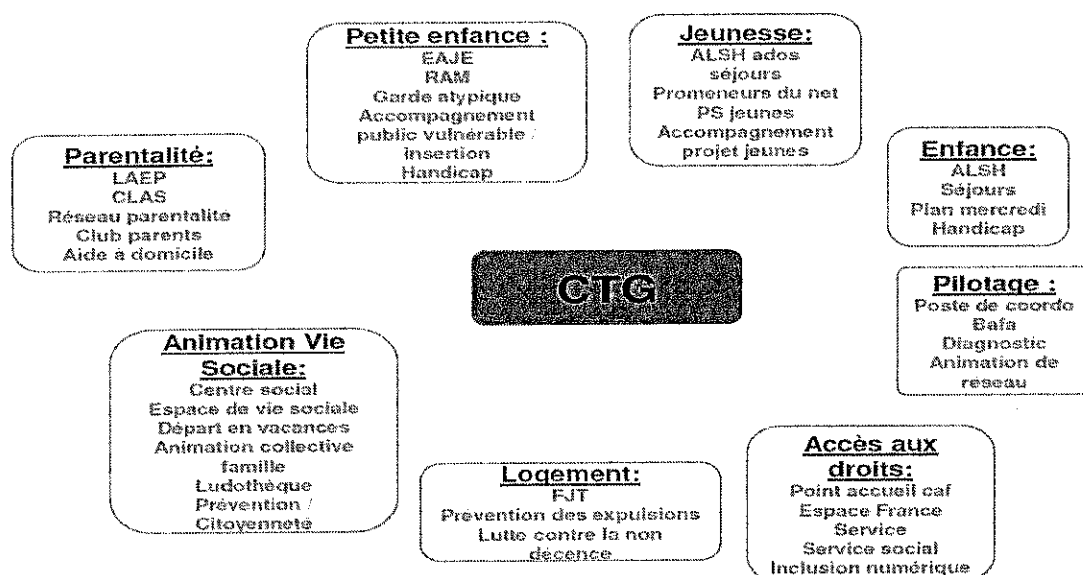 Petite enfance :
EAJE
RAM
Garde atypique
Accompagnement
public vulnérable /
insertion
Handicap
Jeunesse:
ALSH ados
séjours
Promeneurs du net
PS jeunes
Accompagnement
projet jeunes
Parentalité:
LAEP
CLAS
Réseau parentalité
Club parents
Aide à domicile
Enfance:
ALSH
Séjours
Plan mercredi
Handicap
CTG
Pilotage :
Poste de coordo
Bafa
Diagnostic
Animation de
réseau
Animation Vie
Sociale:
Centre social
Espace de vie sociale
Départ en vacances
Animation collective
famille
Ludothèque
Prévention /
Citoyenneté
Logement:
FJT
Prévention des expulsions
Lutte contre la non
décence
Accès aux
droits:
Point accueil caf
Espace France
Service
Service social
Inclusion numérique